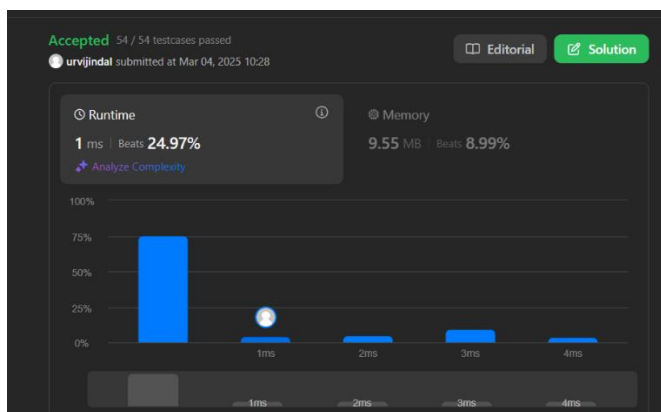 Accepted 54 / 54 testcases passed
urvijindal submitted at Mar 04, 2025 10:28
Editorial
Solution
Runtime
1 ms | Beats 24.97%
Analyze Complexity
Memory
9.55 MB | Beats 8.99%
100%
75%
50%
25%
0%
1ms 2ms 3ms 4ms
1ms 2ms 3ms 4ms